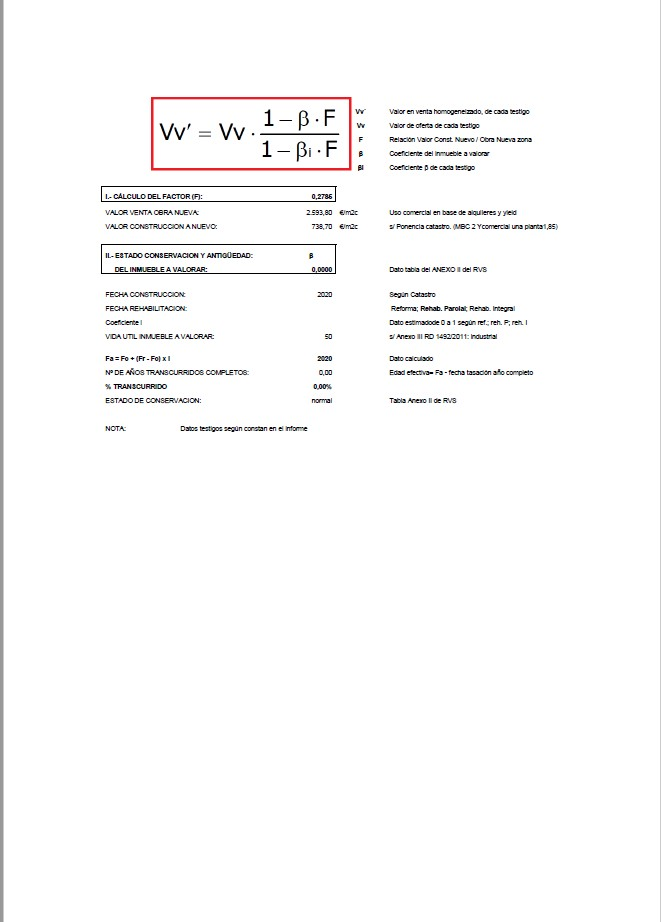 Vv′ = Vv · (1 − β · F) / (1 − βi · F)
Vv´ Valor en venta homogeneizado, de cada testigo
Vv Valor de oferta de cada testigo
F Relación Valor Const. Nuevo / Obra Nueva zona
β Coeficiente del inmueble a valorar
βi Coeficiente β de cada testigo
I.- CÁLCULO DEL FACTOR (F): 0,2785
VALOR VENTA OBRA NUEVA: 2.593,80 €/m2c Uso comercial en base de alquileres y yield
VALOR CONSTRUCCION A NUEVO: 738,70 €/m2c s/ Ponencia catastro. (MBC 2 Ycomercial una planta1,85)
II.- ESTADO CONSERVACION Y ANTIGÜEDAD: β
DEL INMUEBLE A VALORAR: 0,0000 Dato tabla del ANEXO II del RVS
FECHA CONSTRUCCION: 2020 Según Catastro
FECHA REHABILITACION: Reforma; Rehab. Parcial; Rehab. Integral
Coeficiente i Dato estimadode 0 a 1 según ref.; reh. P; reh. I
VIDA UTIL INMUEBLE A VALORAR: 50 s/ Anexo III RD 1492/2011: Industrial
Fa = Fo + (Fr - Fo) x I 2020 Dato calculado
Nº DE AÑOS TRANSCURRIDOS COMPLETOS: 0,00 Edad efectiva= Fa - fecha tasación año completo
% TRANSCURRIDO 0,00%
ESTADO DE CONSERVACION: normal Tabla Anexo II de RVS
NOTA: Datos testigos según constan en el informe